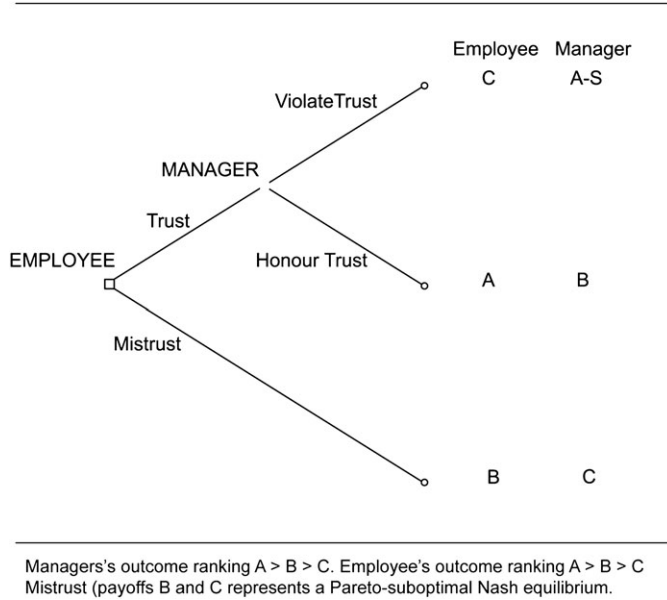 Employee Manager
C A-S
ViolateTrust
MANAGER
Trust
EMPLOYEE
Honour Trust
A B
Mistrust
B C
Managers's outcome ranking A > B > C. Employee's outcome ranking A > B > C
Mistrust (payoffs B and C represents a Pareto-suboptimal Nash equilibrium.